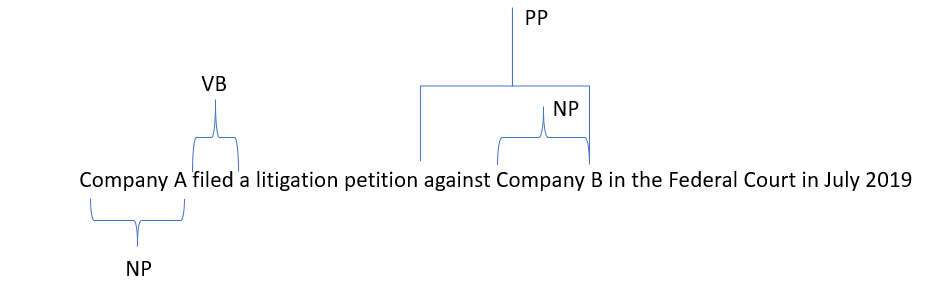 PP
VB
NP
Company A filed a litigation petition against Company B in the Federal Court in July 2019
NP